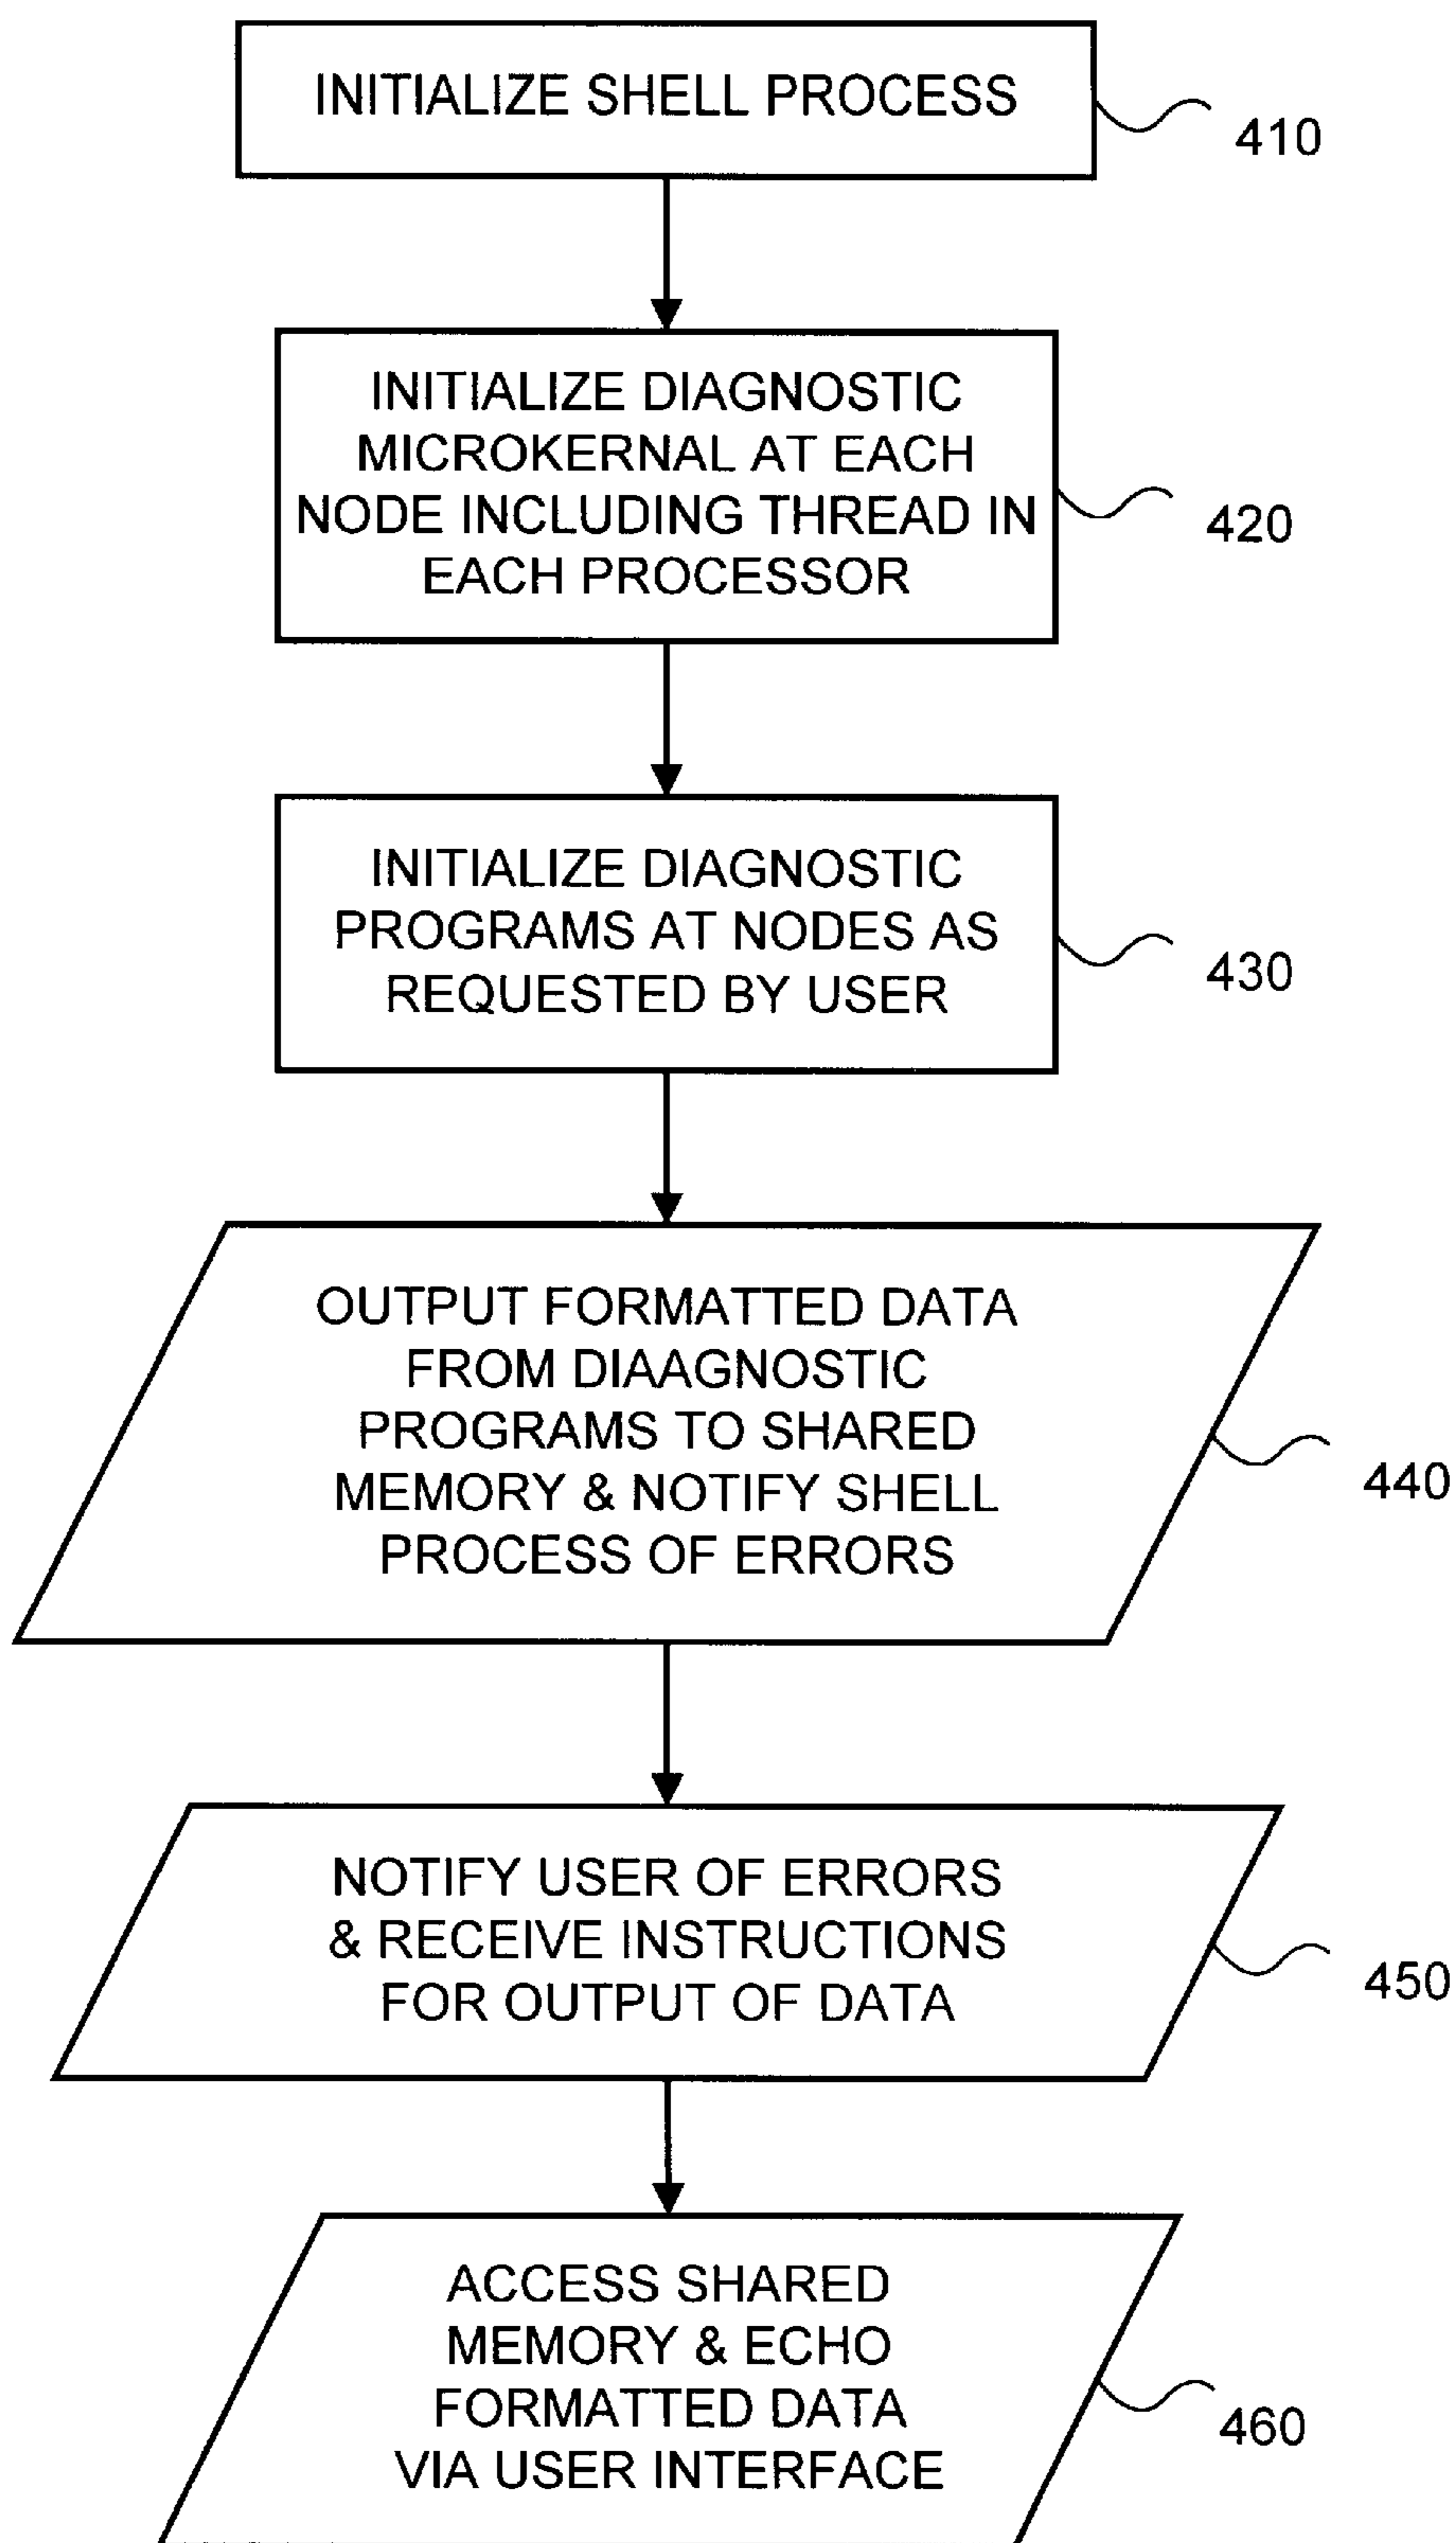 INITIALIZE SHELL PROCESS
410
INITIALIZE DIAGNOSTIC
MICROKERNAL AT EACH
NODE INCLUDING THREAD IN
EACH PROCESSOR
420
INITIALIZE DIAGNOSTIC
PROGRAMS AT NODES AS
REQUESTED BY USER
430
OUTPUT FORMATTED DATA
FROM DIAAGNOSTIC
PROGRAMS TO SHARED
MEMORY & NOTIFY SHELL
PROCESS OF ERRORS
440
NOTIFY USER OF ERRORS
& RECEIVE INSTRUCTIONS
FOR OUTPUT OF DATA
450
ACCESS SHARED
MEMORY & ECHO
FORMATTED DATA
VIA USER INTERFACE
460